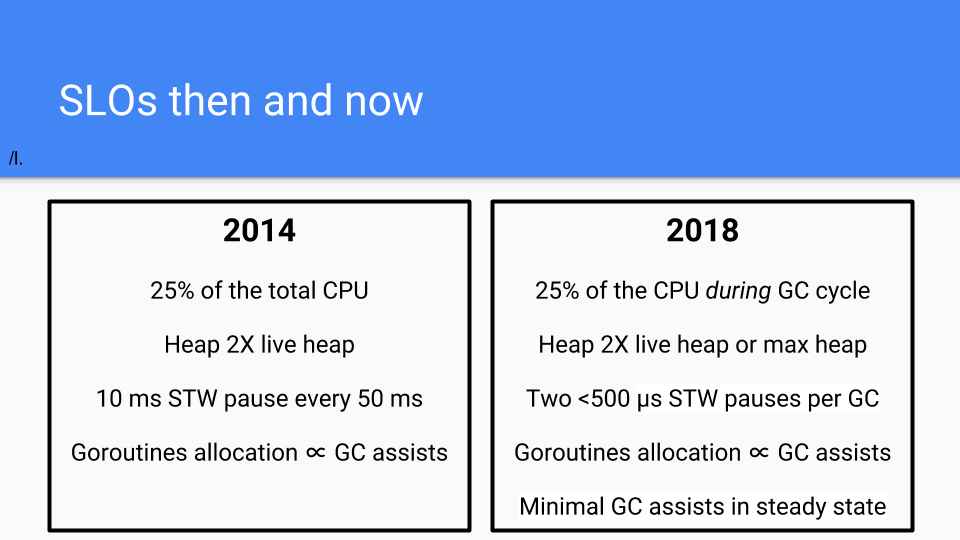 SLOs then and now
/l.
2014
25% of the total CPU
Heap 2X live heap
10 ms STW pause every 50 ms
Goroutines allocation ∝ GC assists
2018
25% of the CPU during GC cycle
Heap 2X live heap or max heap
Two <500 µs STW pauses per GC
Goroutines allocation ∝ GC assists
Minimal GC assists in steady state